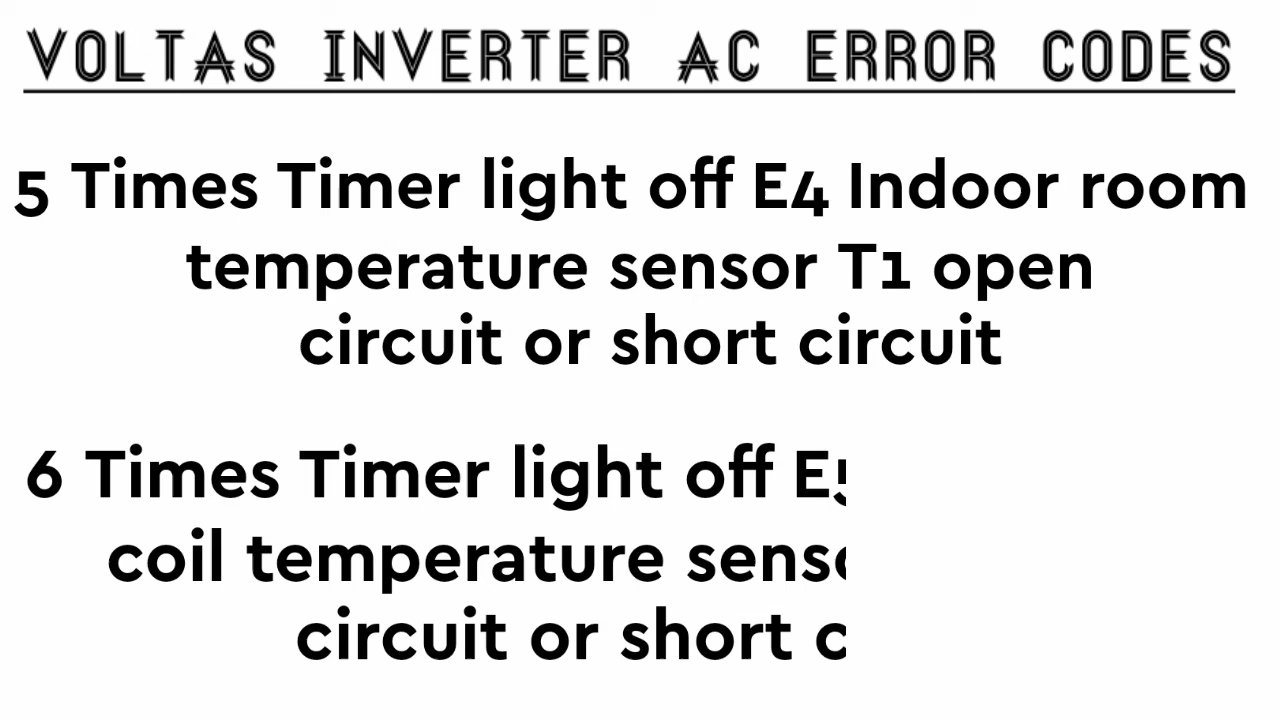 VOLTAS INVERTER AC ERROR CODES
5 Times Timer light off E4 Indoor room
temperature sensor T1 open
circuit or short circuit
6 Times Timer light off
coil temperature
circuit or short